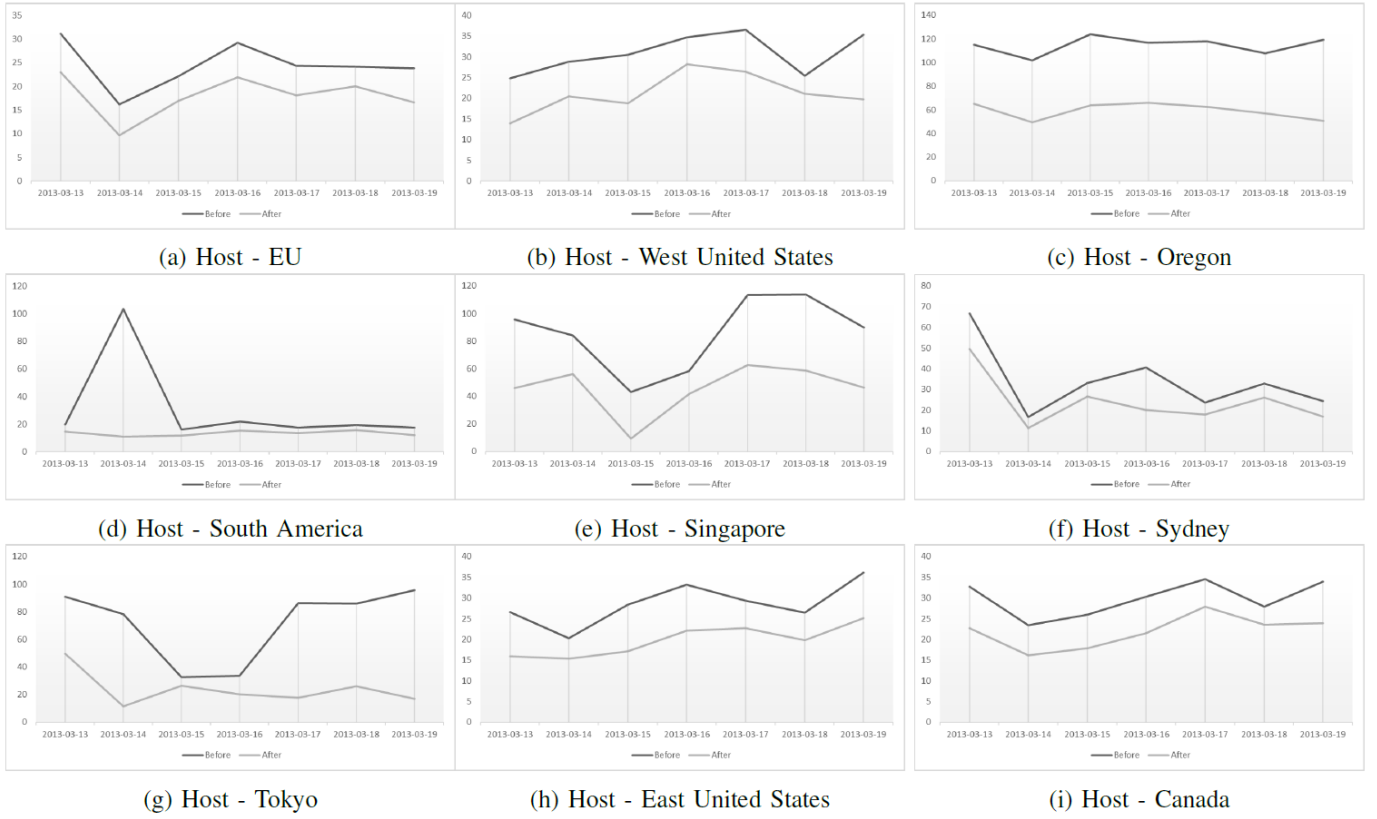 35
30
25
20
15
10
5
0
2013-03-13 2013-03-14 2013-03-15 2013-03-16 2013-03-17 2013-03-18 2013-03-19
Before After
(a) Host - EU
40
35
30
25
20
15
10
5
0
2013-03-13 2013-03-14 2013-03-15 2013-03-16 2013-03-17 2013-03-18 2013-03-19
Before After
(b) Host - West United States
140
120
100
80
60
40
20
0
2013-03-13 2013-03-14 2013-03-15 2013-03-16 2013-03-17 2013-03-18 2013-03-19
Before After
(c) Host - Oregon
120
100
80
60
40
20
0
2013-03-13 2013-03-14 2013-03-15 2013-03-16 2013-03-17 2013-03-18 2013-03-19
Before After
(d) Host - South America
120
100
80
60
40
20
0
2013-03-13 2013-03-14 2013-03-15 2013-03-16 2013-03-17 2013-03-18 2013-03-19
Before After
(e) Host - Singapore
80
70
60
50
40
30
20
10
0
2013-03-13 2013-03-14 2013-03-15 2013-03-16 2013-03-17 2013-03-18 2013-03-19
Before After
(f) Host - Sydney
120
100
80
60
40
20
0
2013-03-13 2013-03-14 2013-03-15 2013-03-16 2013-03-17 2013-03-18 2013-03-19
Before After
(g) Host - Tokyo
40
35
30
25
20
15
10
5
0
2013-03-13 2013-03-14 2013-03-15 2013-03-16 2013-03-17 2013-03-18 2013-03-19
Before After
(h) Host - East United States
40
35
30
25
20
15
10
5
0
2013-03-13 2013-03-14 2013-03-15 2013-03-16 2013-03-17 2013-03-18 2013-03-19
Before After
(i) Host - Canada